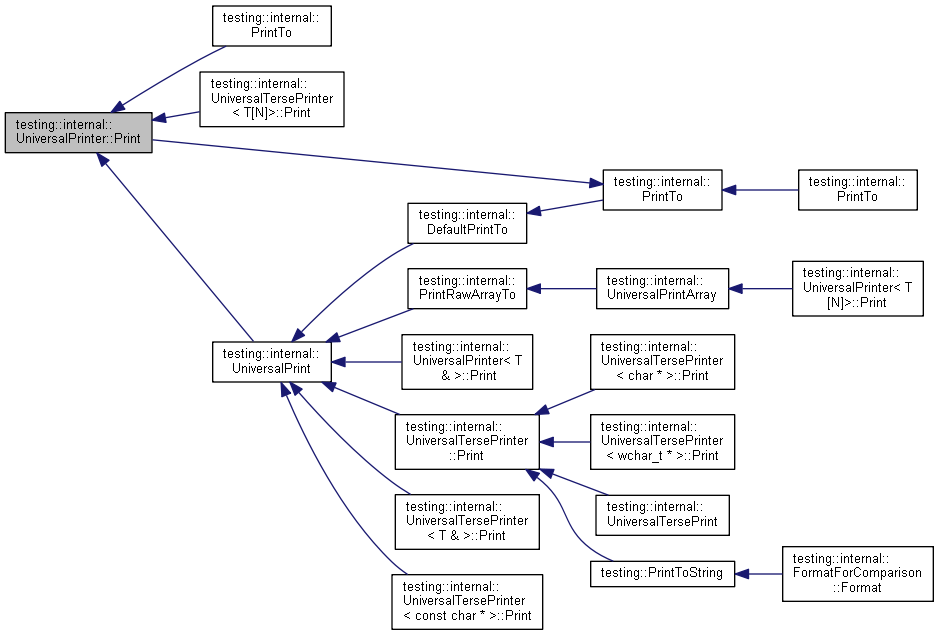 testing::internal::
PrintTo
testing::internal::
UniversalTersePrinter
< T[N]>::Print
testing::internal::
UniversalPrinter::Print
testing::internal::
PrintTo
testing::internal::
PrintTo
testing::internal::
DefaultPrintTo
testing::internal::
PrintRawArrayTo
testing::internal::
UniversalPrintArray
testing::internal::
UniversalPrinter< T
[N]>::Print
testing::internal::
UniversalPrint
testing::internal::
UniversalPrinter< T
& >::Print
testing::internal::
UniversalTersePrinter
< char * >::Print
testing::internal::
UniversalTersePrinter
::Print
testing::internal::
UniversalTersePrinter
< wchar_t * >::Print
testing::internal::
UniversalTersePrinter
< T & >::Print
testing::internal::
UniversalTersePrint
testing::PrintToString
testing::internal::
FormatForComparison
::Format
testing::internal::
UniversalTersePrinter
< const char * >::Print